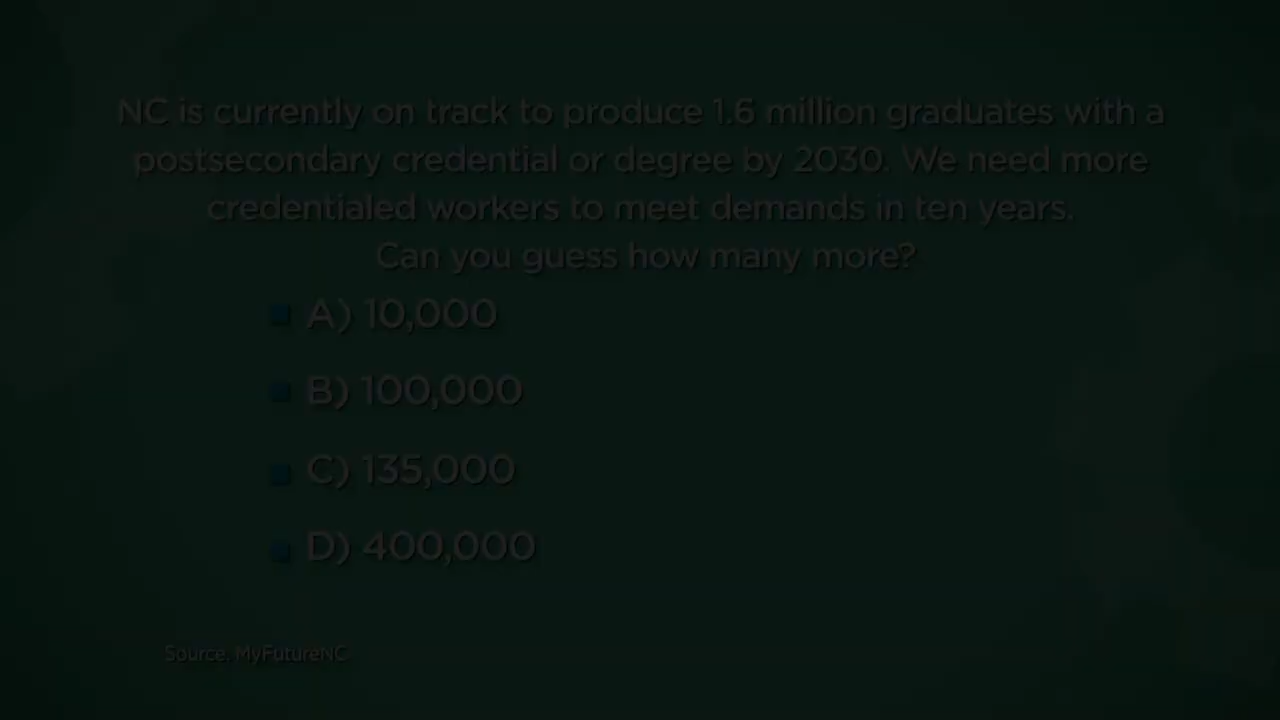 NC is currently on track to produce 1.6 million graduates with a
postsecondary credential or degree by 2030. We need more
credentialed workers to meet demands in ten years.
Can you guess how many more?
A) 10,000
B) 100,000
C) 135,000
D) 400,000
Source: MyFutureNC